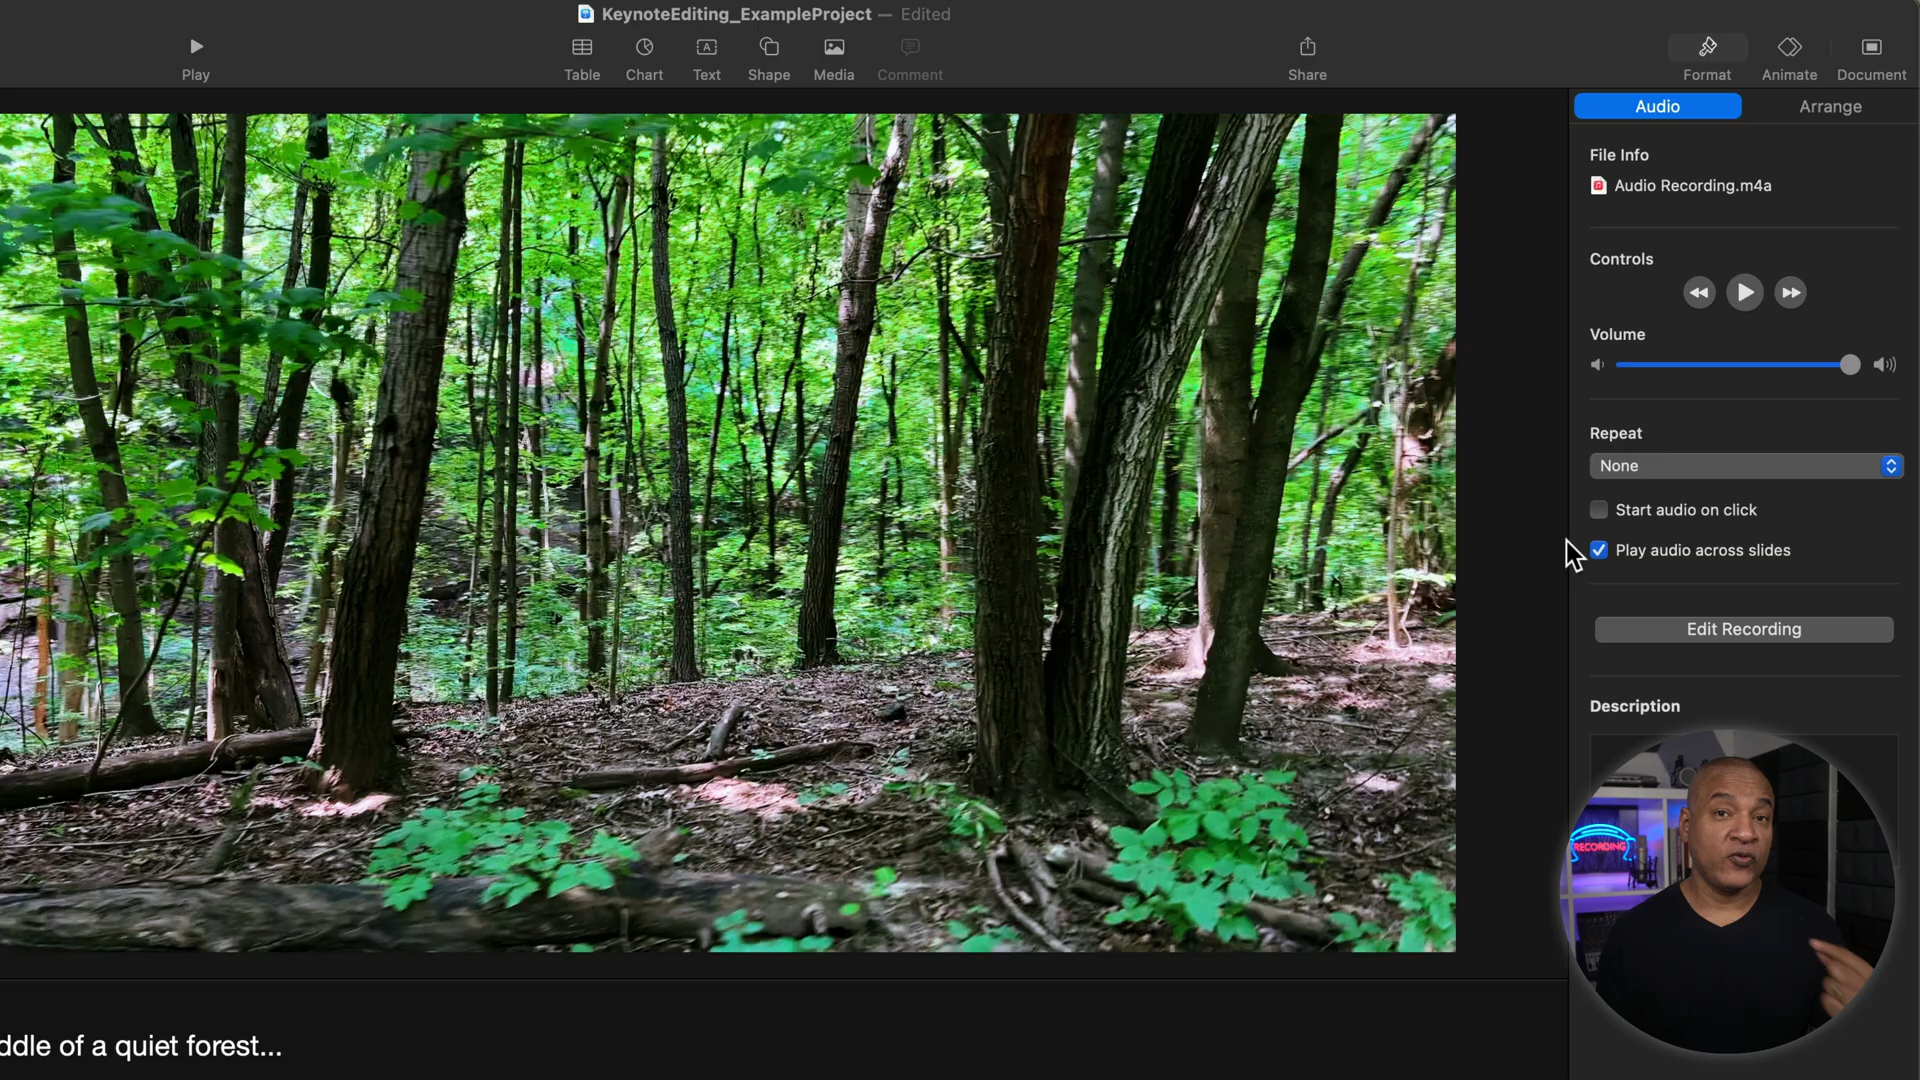 KeynoteEditing_ExampleProject — Edited
Play
Table
Chart
Text
Shape
Media
Comment
Share
Format
Animate
Document
Audio
Arrange
File Info
Audio Recording.m4a
Controls
Volume
Repeat
None
Start audio on click
Play audio across slides
Edit Recording
Description
RECORDING
ddle of a quiet forest...